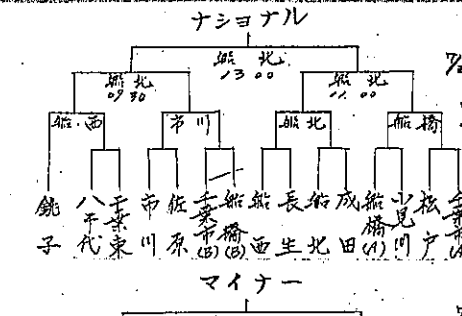 ナショナル
船北
13 00
船北
09 30
船北
11 00
船・西
市川
船北
船橋
銚子
八千代
千葉東
市川
佐原
千葉市(B)
船橋(B)
船西
長生
船北
成田
船橋(A)
小見川
松戸
千葉市(A)
マイナー